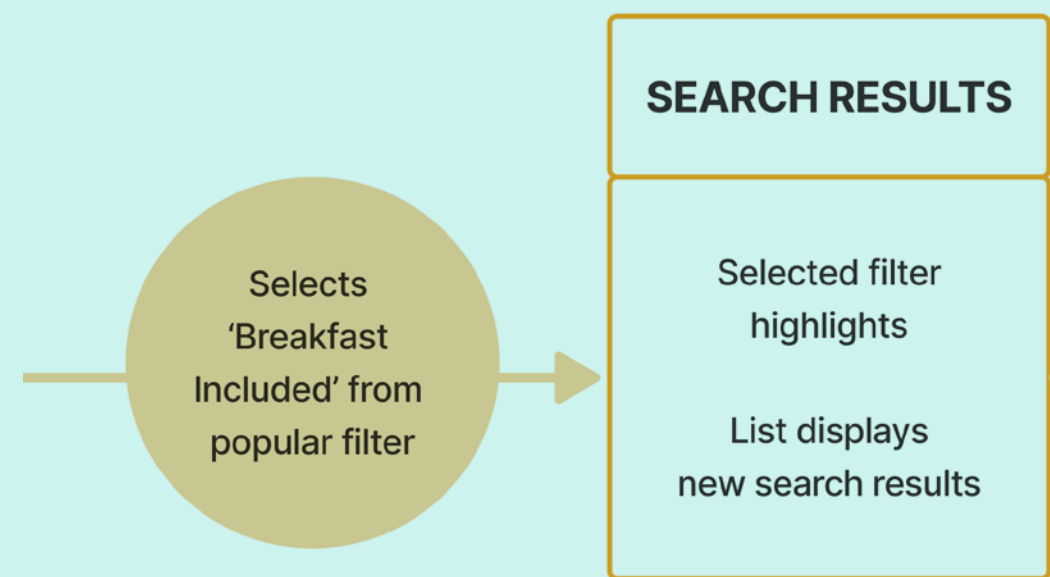 SEARCH RESULTS
Selects
‘Breakfast
Included’ from
popular filter
Selected filter
highlights
List displays
new search results